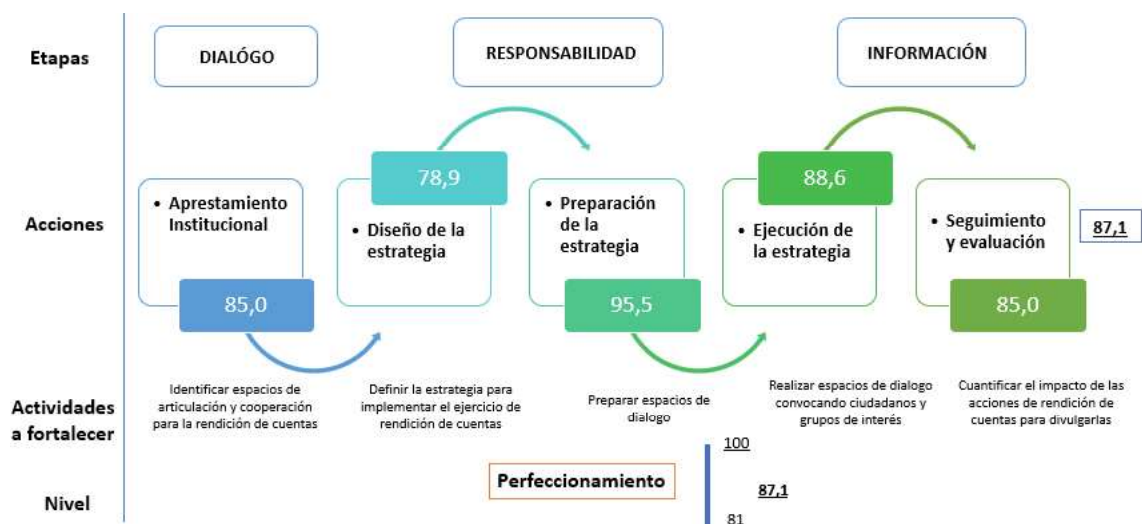 Etapas
DIALÓGO
RESPONSABILIDAD
INFORMACIÓN
Acciones
• Aprestamiento
Institucional
85,0
78,9
• Diseño de la
estrategia
• Preparación
de la
estrategia
95,5
88,6
• Ejecución de
la estrategia
• Seguimiento
y evaluación
85,0
87,1
Actividades
a fortalecer
Identificar espacios de
articulación y cooperación
para la rendición de cuentas
Definir la estrategia para
implementar el ejercicio de
rendición de cuentas
Preparar espacios de
dialogo
Realizar espacios de dialogo
convocando ciudadanos y
grupos de interés
Cuantificar el impacto de las
acciones de rendición de
cuentas para divulgarlas
Nivel
Perfeccionamiento
100
87,1
81